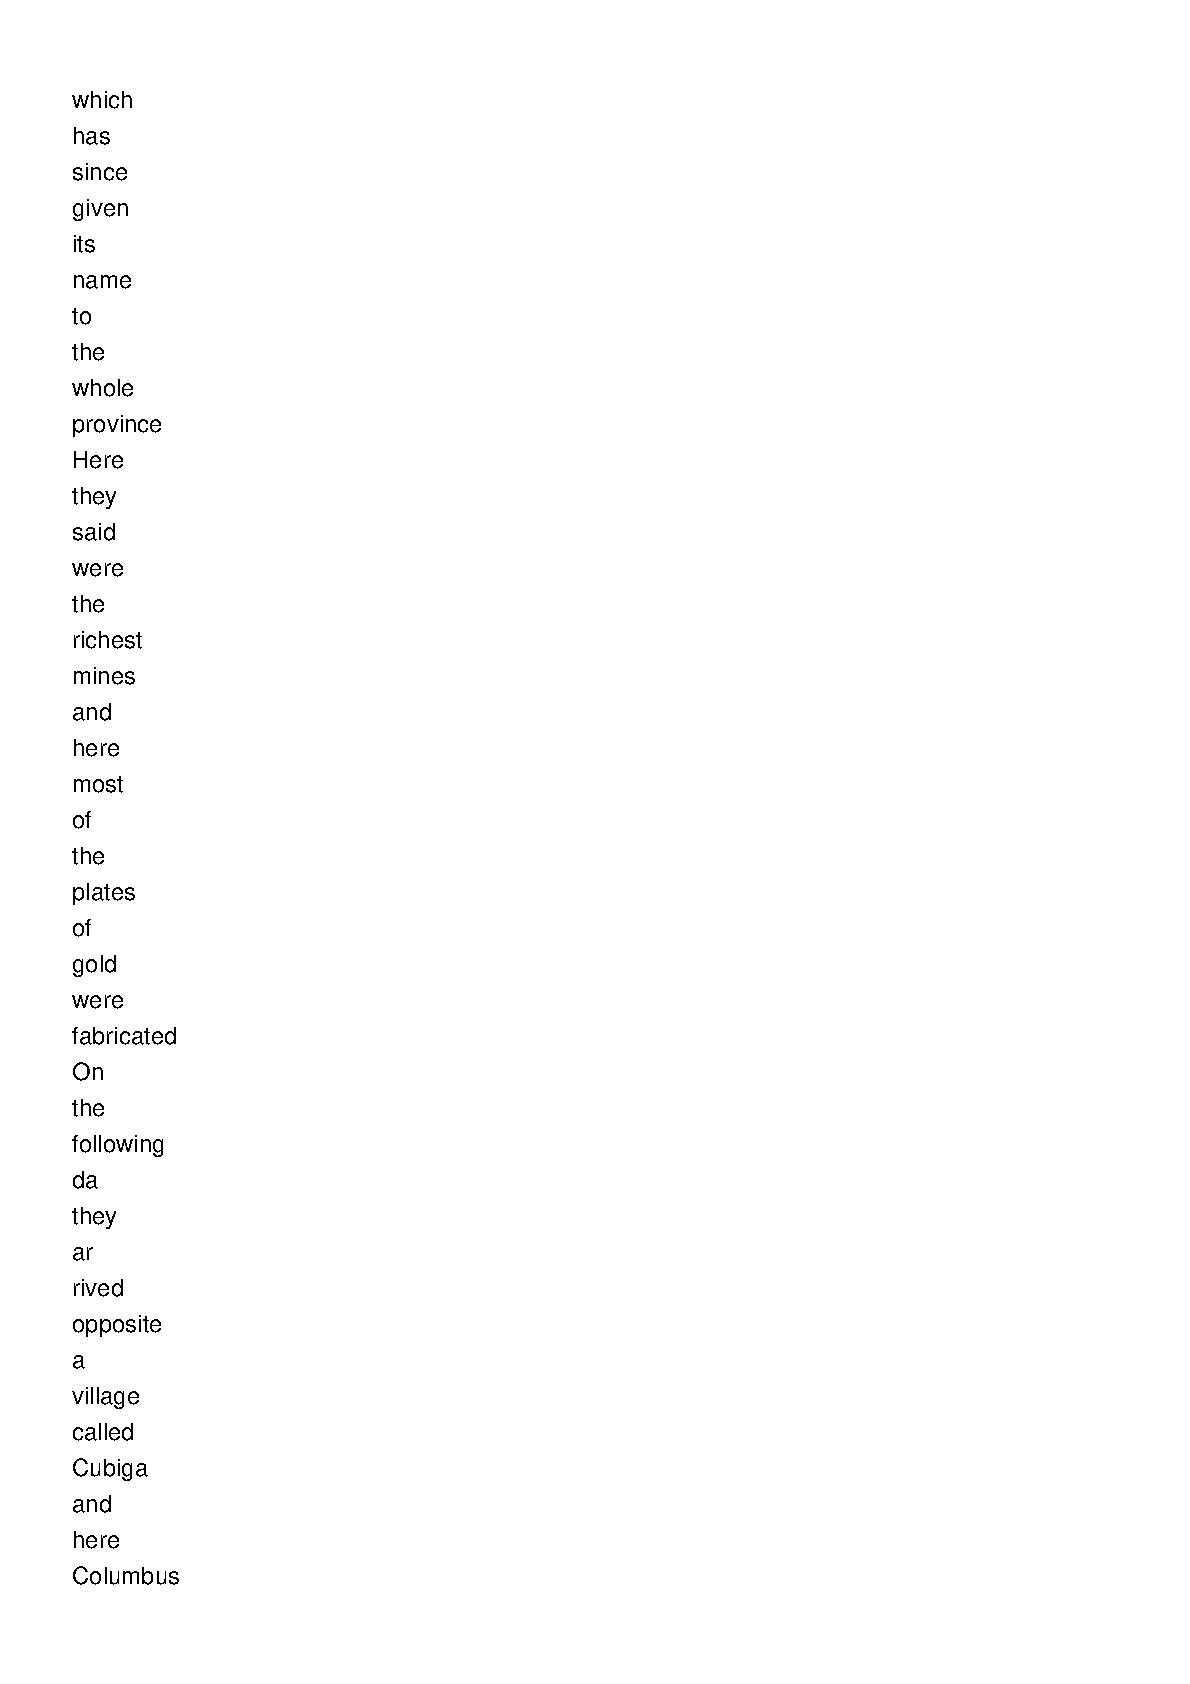 which
has
since
given
its
name
to
the
whole
province
Here
they
said
were
the
richest
mines
and
here
most
of
the
plates
of
gold
were
fabricated
On
the
following
da
they
ar
rived
opposite
a
village
called
Cubiga
and
here
Columbus